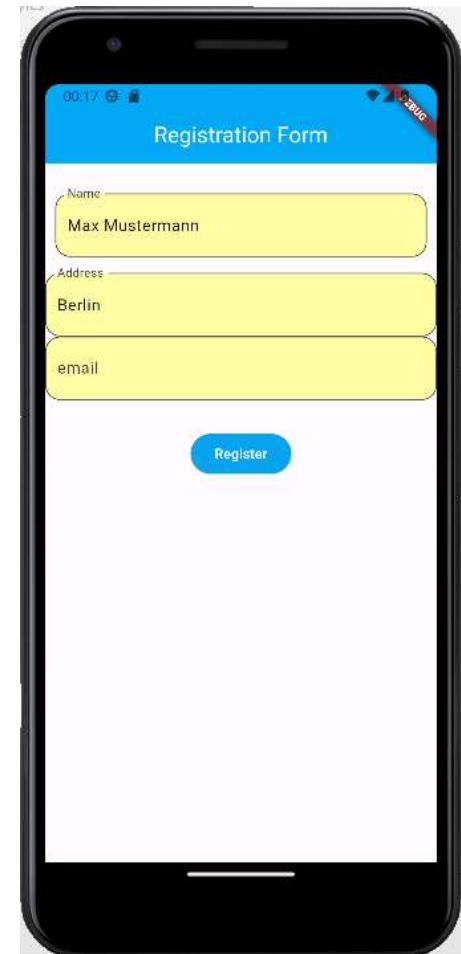 00:17
DEBUG
Registration Form
Name
Max Mustermann
Address
Berlin
email
Register